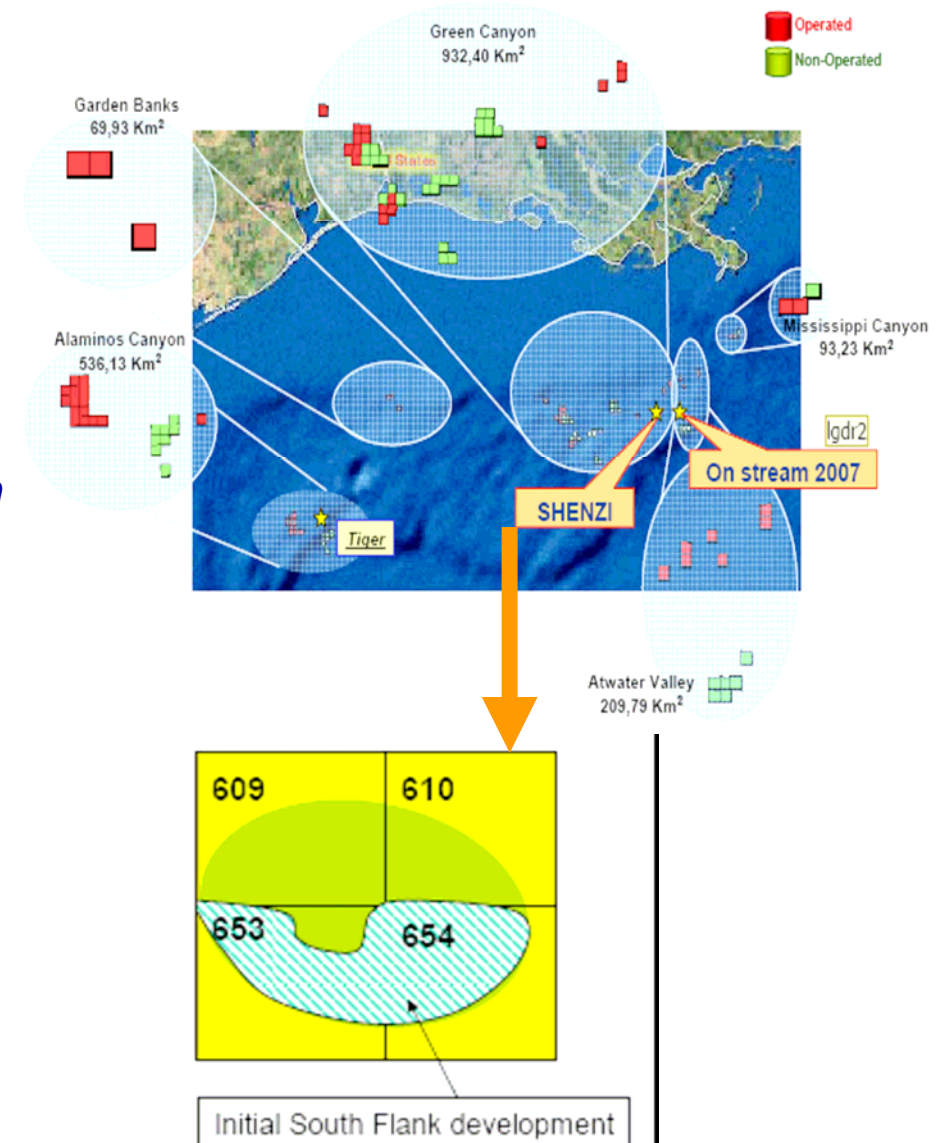 Green Canyon
932,40 Km²
Operated
Non-Operated
Garden Banks
69,93 Km²
States
Alaminos Canyon
536,13 Km²
Mississippi Canyon
93,23 Km²
lgdr2
On stream 2007
SHENZI
Tiger
Atwater Valley
209,79 Km²
609
610
653
654
Initial South Flank development